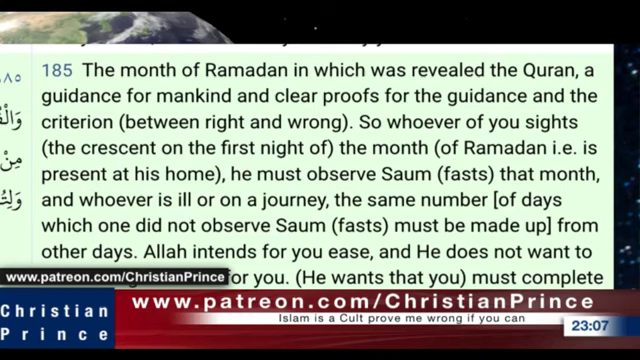 185 The month of Ramadan in which was revealed the Quran, a
guidance for mankind and clear proofs for the guidance and the
criterion (between right and wrong). So whoever of you sights
(the crescent on the first night of) the month (of Ramadan i.e. is
present at his home), he must observe Saum (fasts) that month,
and whoever is ill or on a journey, the same number [of days
which one did not observe Saum (fasts) must be made up] from
other days. Allah intends for you ease, and He does not want to
for you. (He wants that you) must complete
١٨٥
www.patreon.com/ChristianPrince
Christian
Prince
www.patreon.com/ChristianPrince
Islam is a Cult prove me wrong if you can
23:07